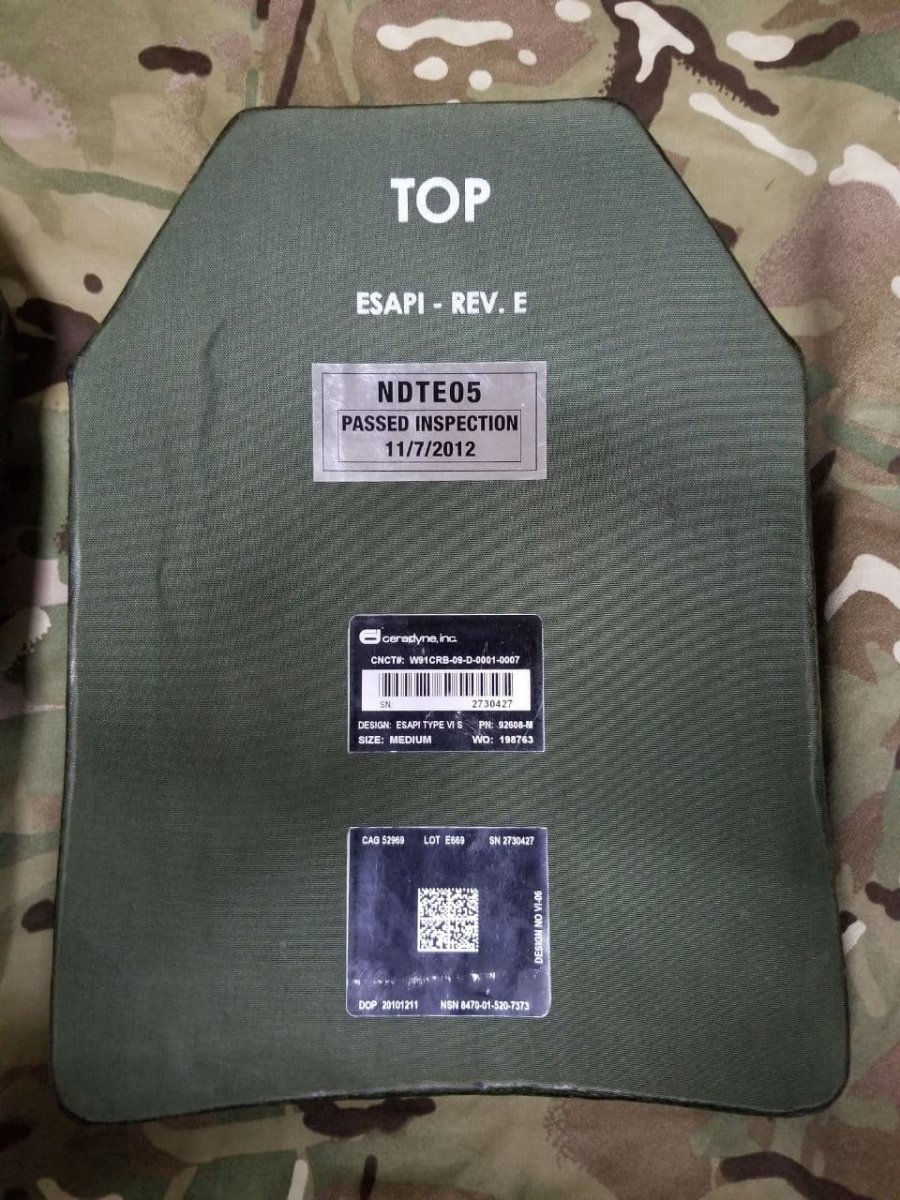 TOP
ESAPI - REV. E
NDTE05
PASSED INSPECTION
11/7/2012
ceradyne, inc.
CNCT#: W91CRB-09-D-0001-0007
SN 2730427
DESIGN: ESAPI TYPE VI S PN: 92608-M
SIZE: MEDIUM WO: 198763
CAG 52969 LOT E669 SN 2730427
DESIGN NO VI-06
DOP 20101211 NSN 8470-01-520-7373